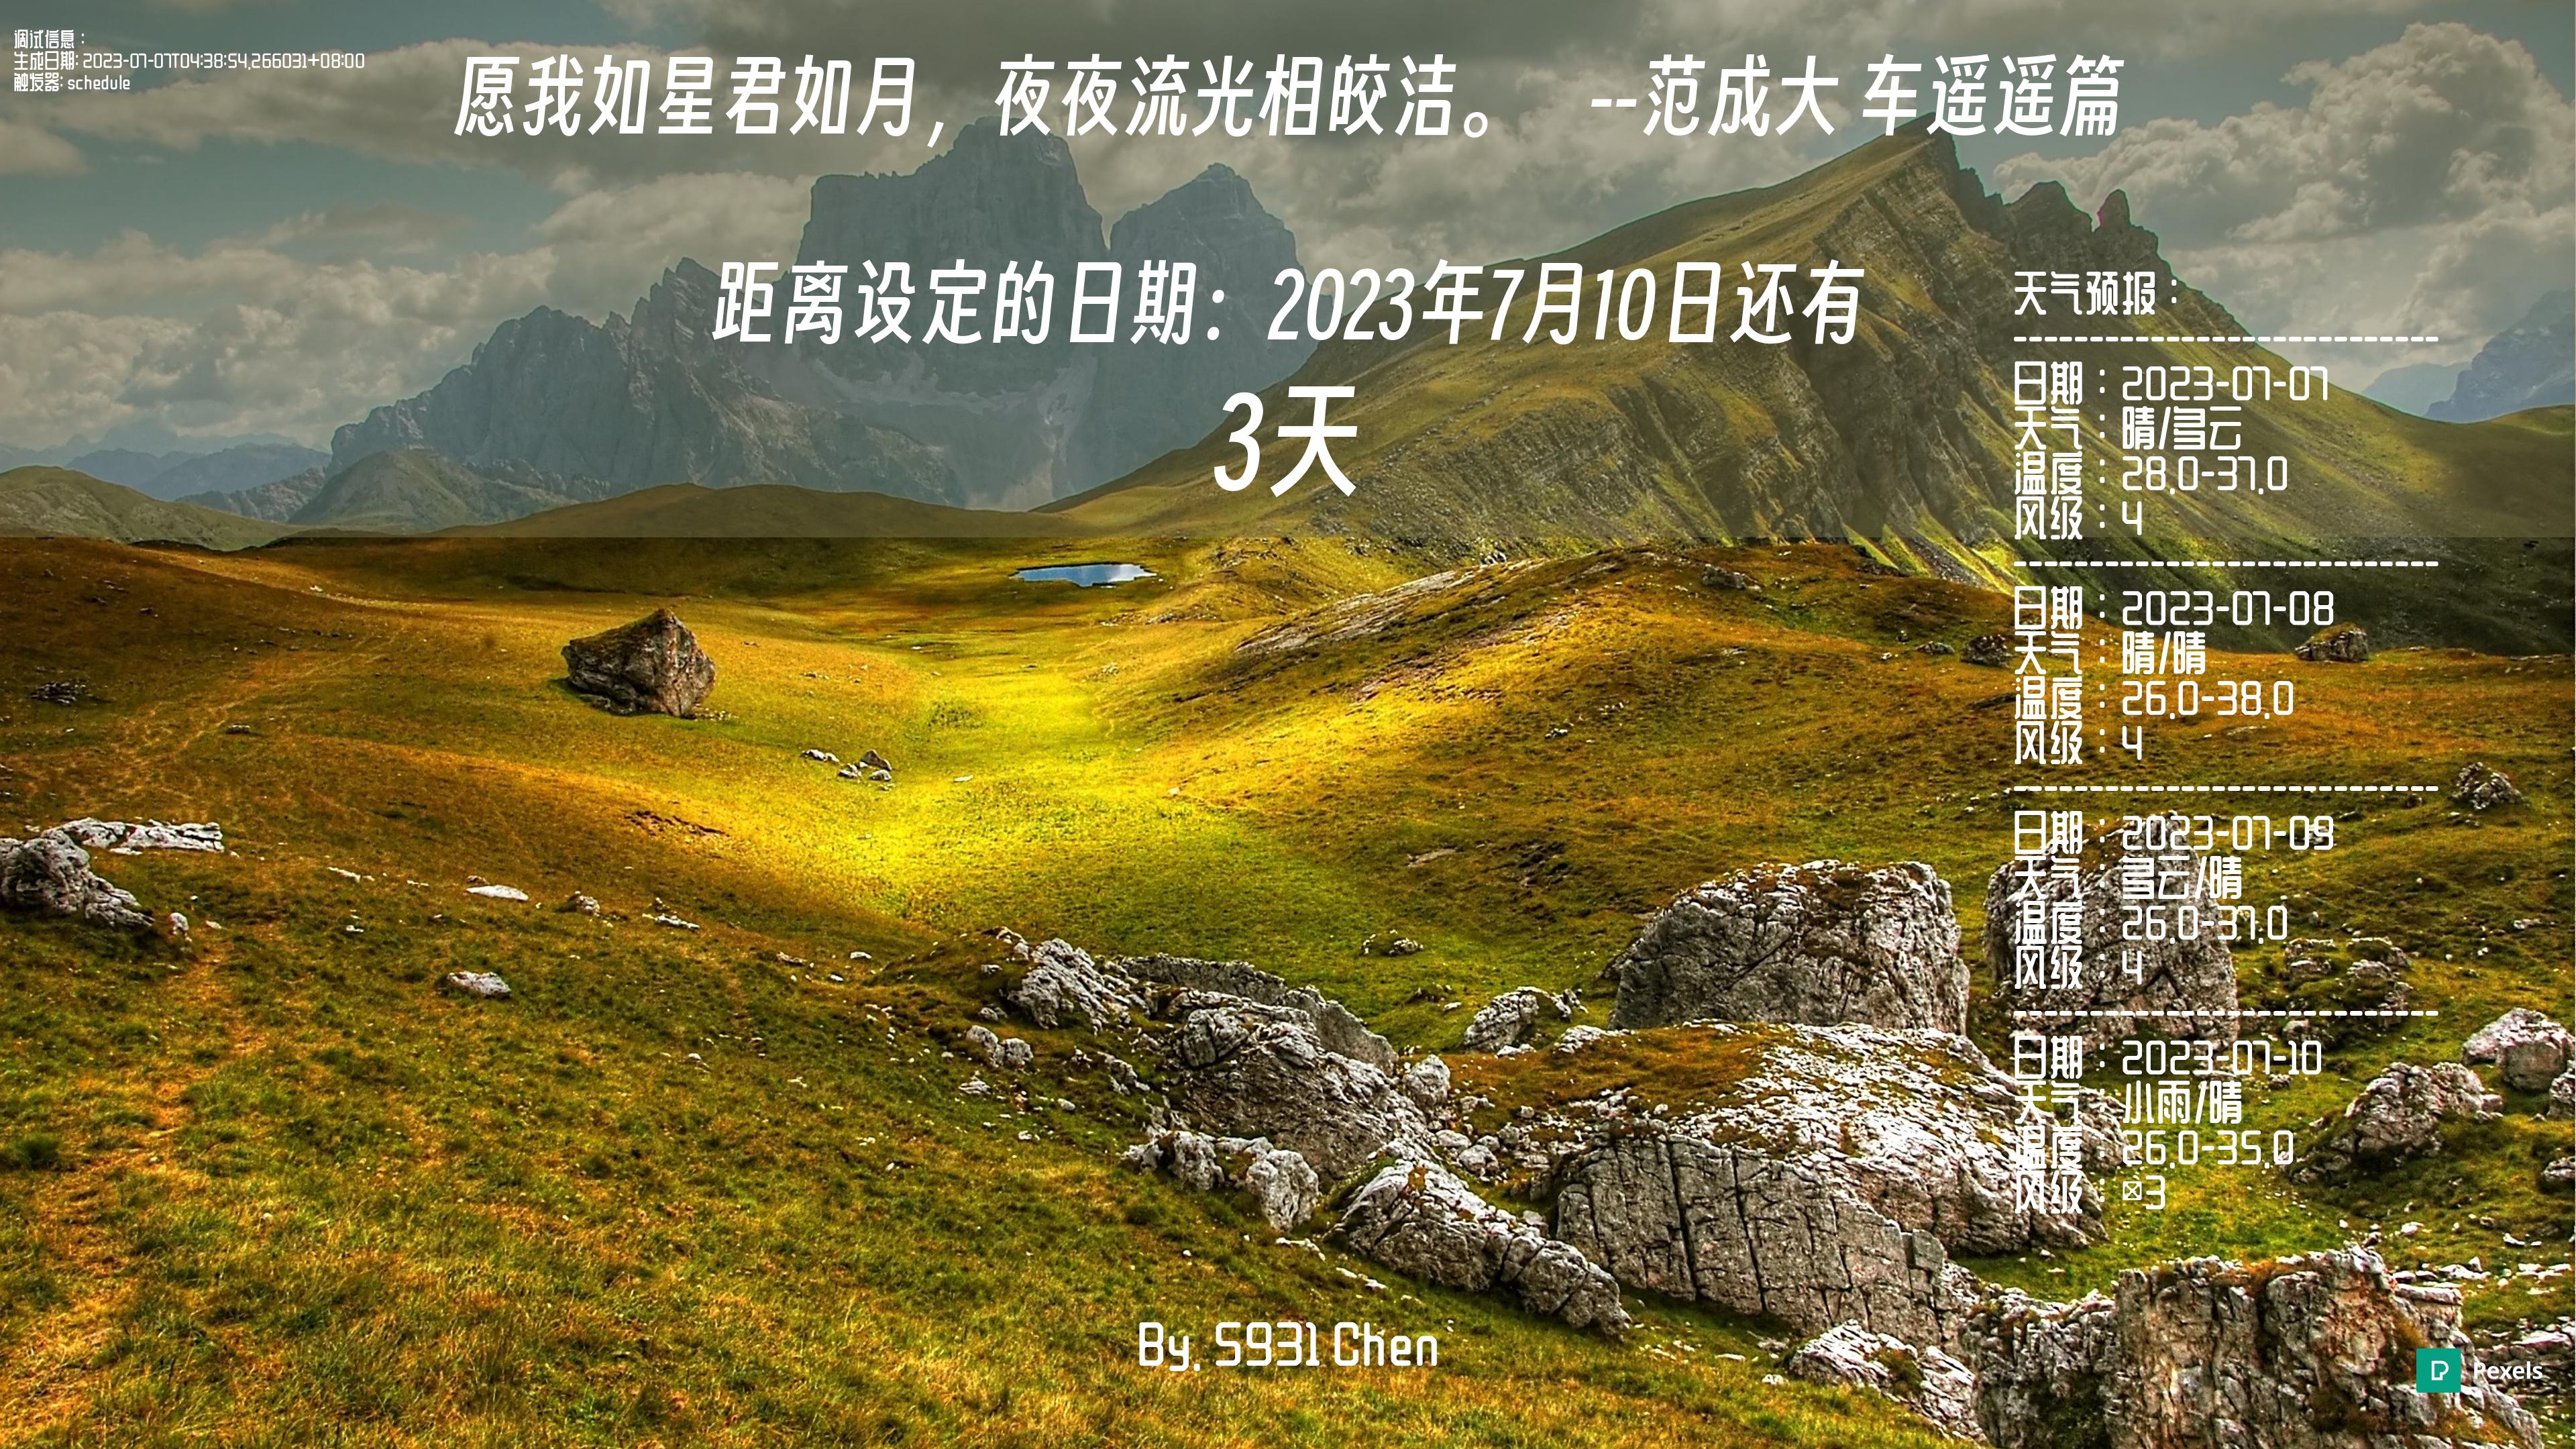 调试信息：
生成日期: 2023-07-07T04:38:54.266031+08:00
触发器: schedule
愿我如星君如月，夜夜流光相皎洁。 --范成大 车遥遥篇
距离设定的日期：2023年7月10日还有
3天
天气预报：
----------------------------
日期：2023-07-07
天气：晴/多云
温度：28.0-37.0
风级：4
----------------------------
日期：2023-07-08
天气：晴/晴
温度：26.0-38.0
风级：4
----------------------------
日期：2023-07-09
天气：多云/晴
温度：26.0-37.0
风级：4
----------------------------
日期：2023-07-10
天气：小雨/晴
温度：26.0-35.0
风级：☒3
By. S931 Chen
Pexels